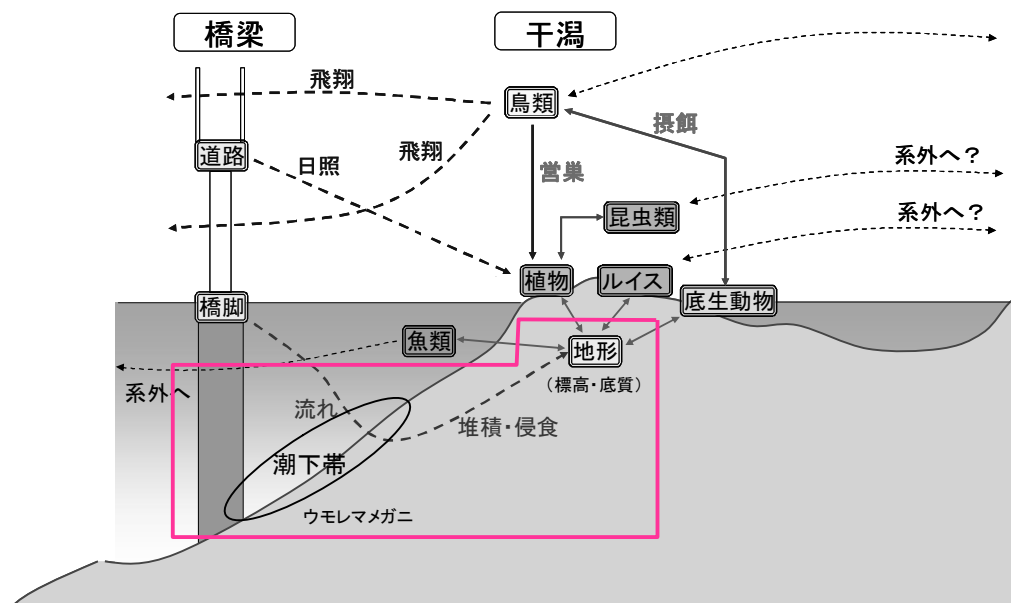 橋梁
干潟
飛翔
鳥類
摂餌
道路
飛翔
日照
営巣
系外へ？
昆虫類
系外へ？
植物
ルイス
底生動物
橋脚
魚類
地形
（標高・底質）
系外へ
流れ
堆積・侵食
潮下帯
ウモレマメガニ